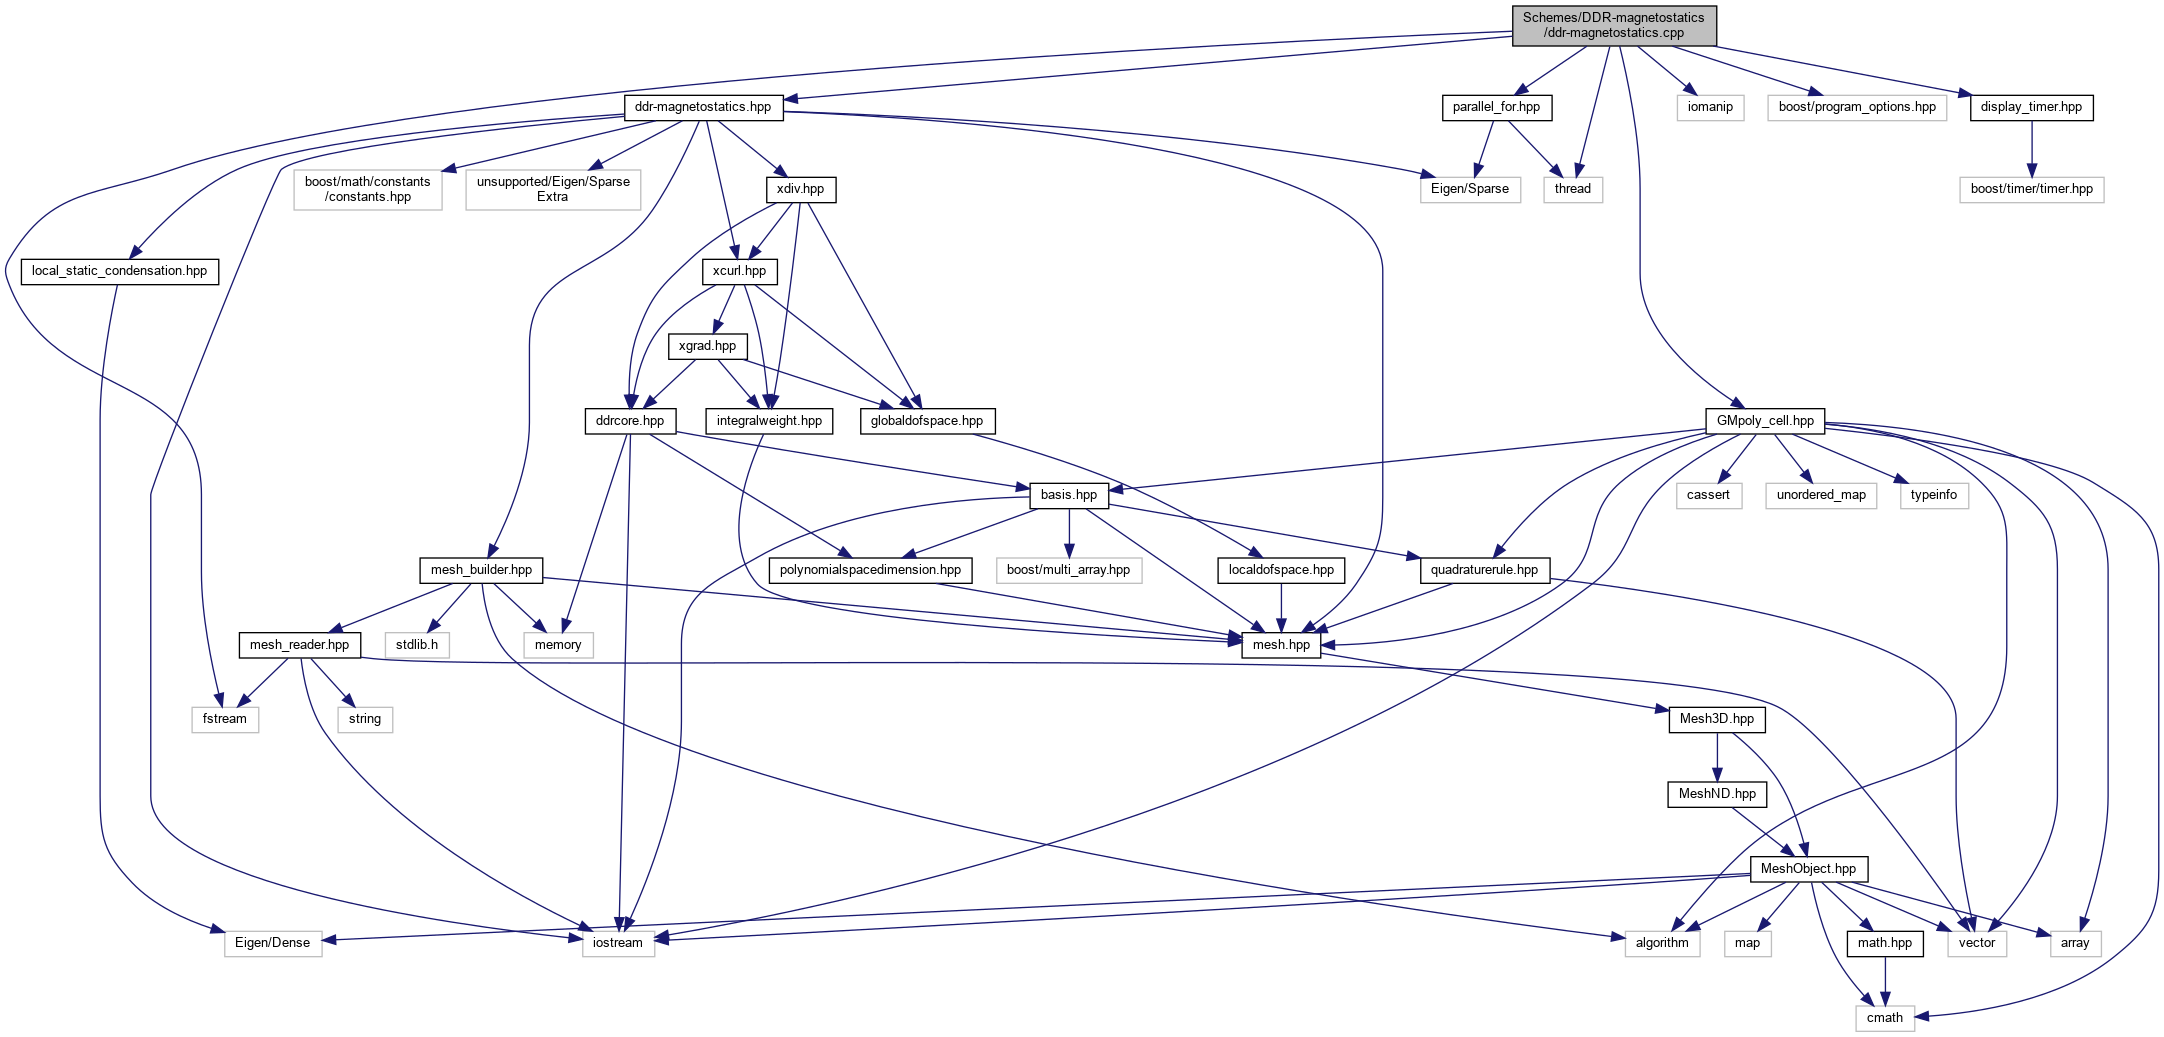 Schemes/DDR-magnetostatics
/ddr-magnetostatics.cpp
ddr-magnetostatics.hpp
parallel_for.hpp
iomanip
boost/program_options.hpp
display_timer.hpp
boost/math/constants
/constants.hpp
unsupported/Eigen/Sparse
Extra
xdiv.hpp
Eigen/Sparse
thread
boost/timer/timer.hpp
local_static_condensation.hpp
xcurl.hpp
xgrad.hpp
ddrcore.hpp
integralweight.hpp
globaldofspace.hpp
GMpoly_cell.hpp
basis.hpp
cassert
unordered_map
typeinfo
mesh_builder.hpp
polynomialspacedimension.hpp
boost/multi_array.hpp
localdofspace.hpp
quadraturerule.hpp
mesh_reader.hpp
stdlib.h
memory
mesh.hpp
fstream
string
Mesh3D.hpp
MeshND.hpp
MeshObject.hpp
Eigen/Dense
iostream
algorithm
map
math.hpp
vector
array
cmath